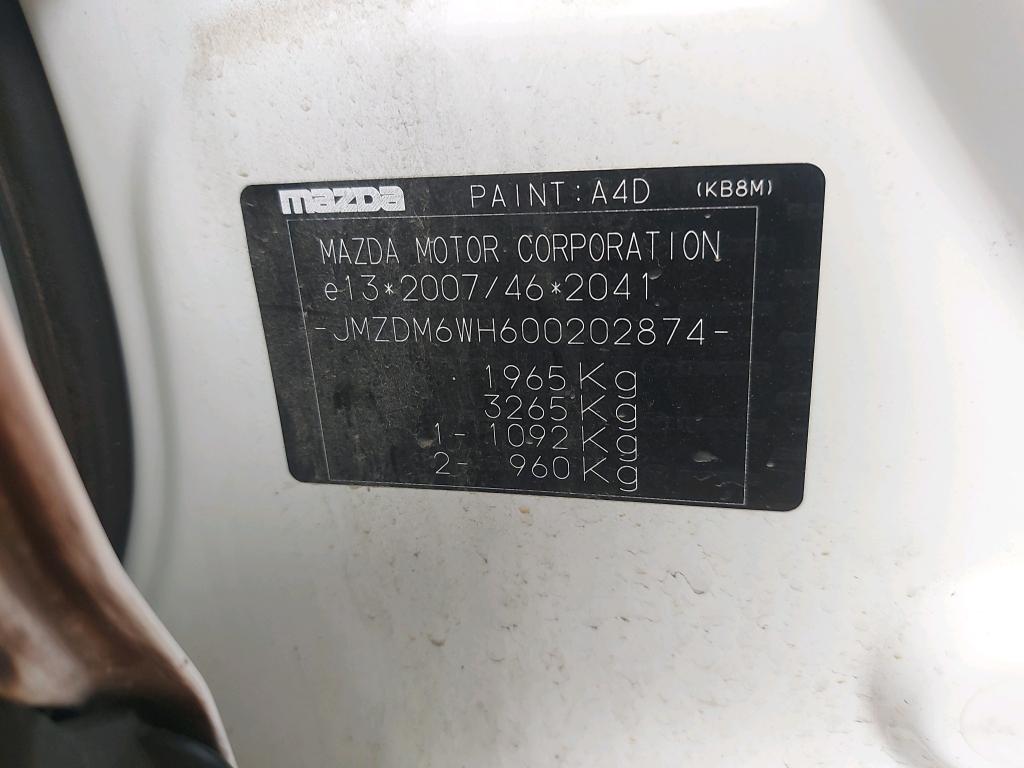 mazda PAINT: A4D (KB8M)
MAZDA MOTOR CORPORATION
e13*2007/46*2041
-JMZDM6WH600202874-
1965 Kg
3265 Kg
1- 1092 Kg
2- 960 Kg